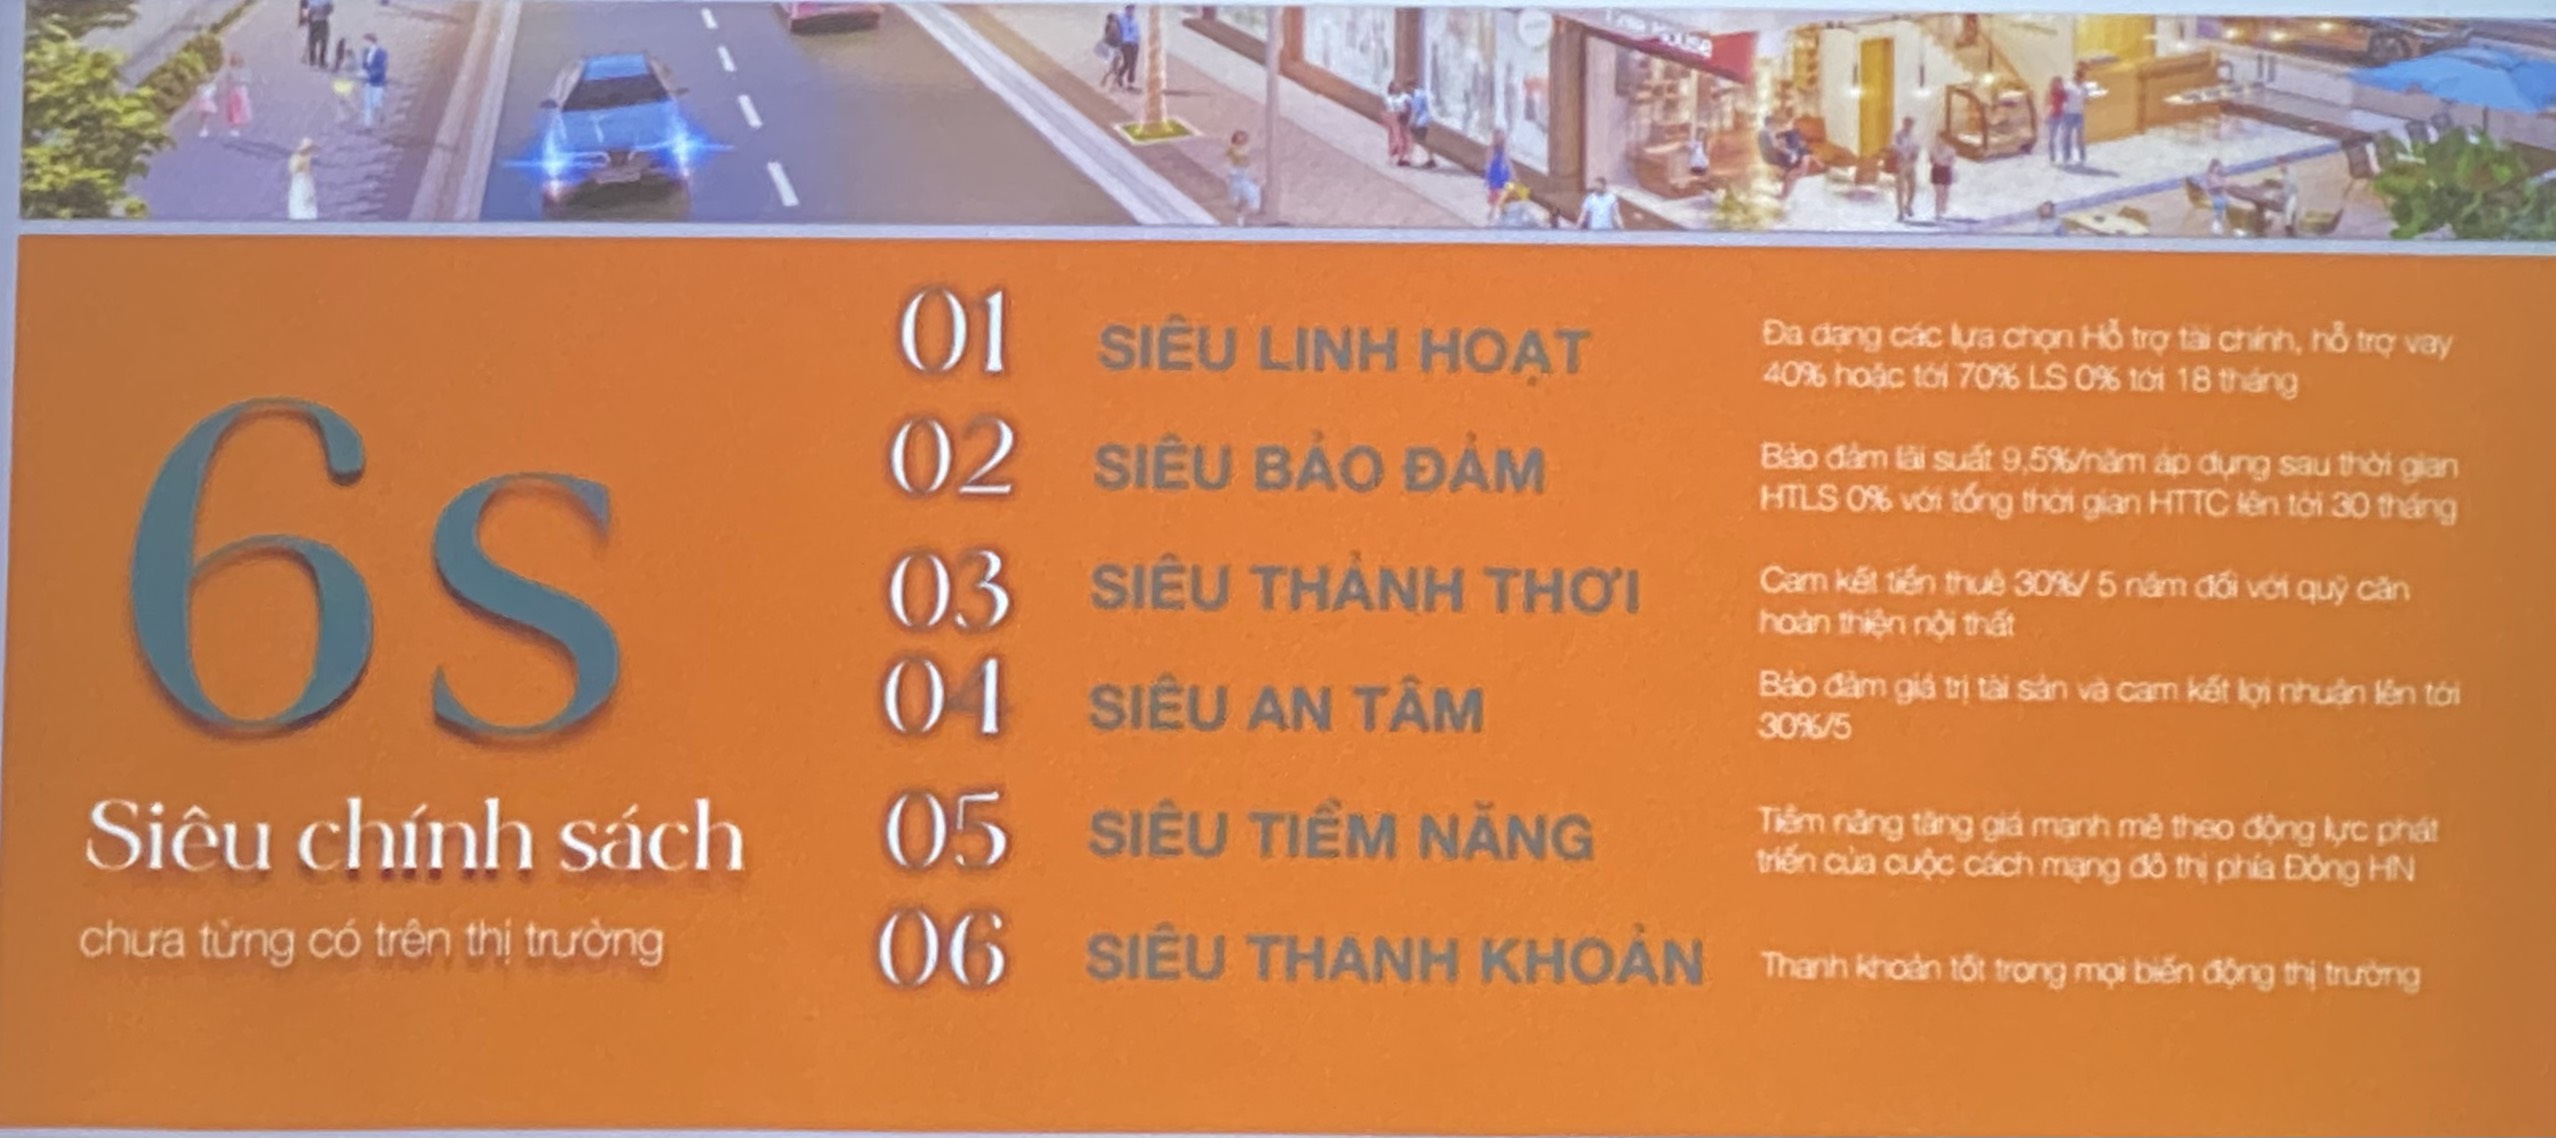 House
6s
Siêu chính sách
chưa từng có trên thị trường
01
SIÊU LINH HOẠT
Đa dạng các lựa chọn Hỗ trợ tài chính, hỗ trợ vay
40% hoặc tới 70% LS 0% tới 18 tháng
02
SIÊU BẢO ĐẢM
Bảo đảm lãi suất 9,5%/năm áp dụng sau thời gian
HTLS 0% với tổng thời gian HTTC lên tới 30 tháng
03
SIÊU THẢNH THƠI
Cam kết tiền thuê 30%/ 5 năm đối với quỹ căn
hoàn thiện nội thất
04
SIÊU AN TÂM
Bảo đảm giá trị tài sản và cam kết lợi nhuận lên tới
30%/5
05
SIÊU TIỀM NĂNG
Tiềm năng tăng giá mạnh mẽ theo động lực phát
triển của cuộc cách mạng đô thị phía Đông HN
06
SIÊU THANH KHOẢN
Thanh khoản tốt trong mọi biến động thị trường